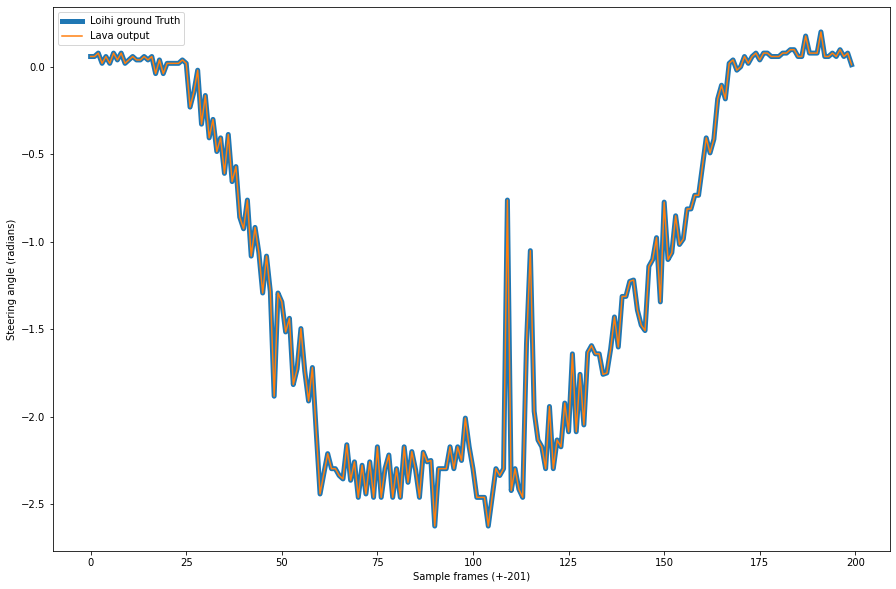 Loihi ground Truth
Lava output
0.0
−0.5
−1.0
−1.5
−2.0
−2.5
Steering angle (radians)
0 25 50 75 100 125 150 175 200
Sample frames (+-201)